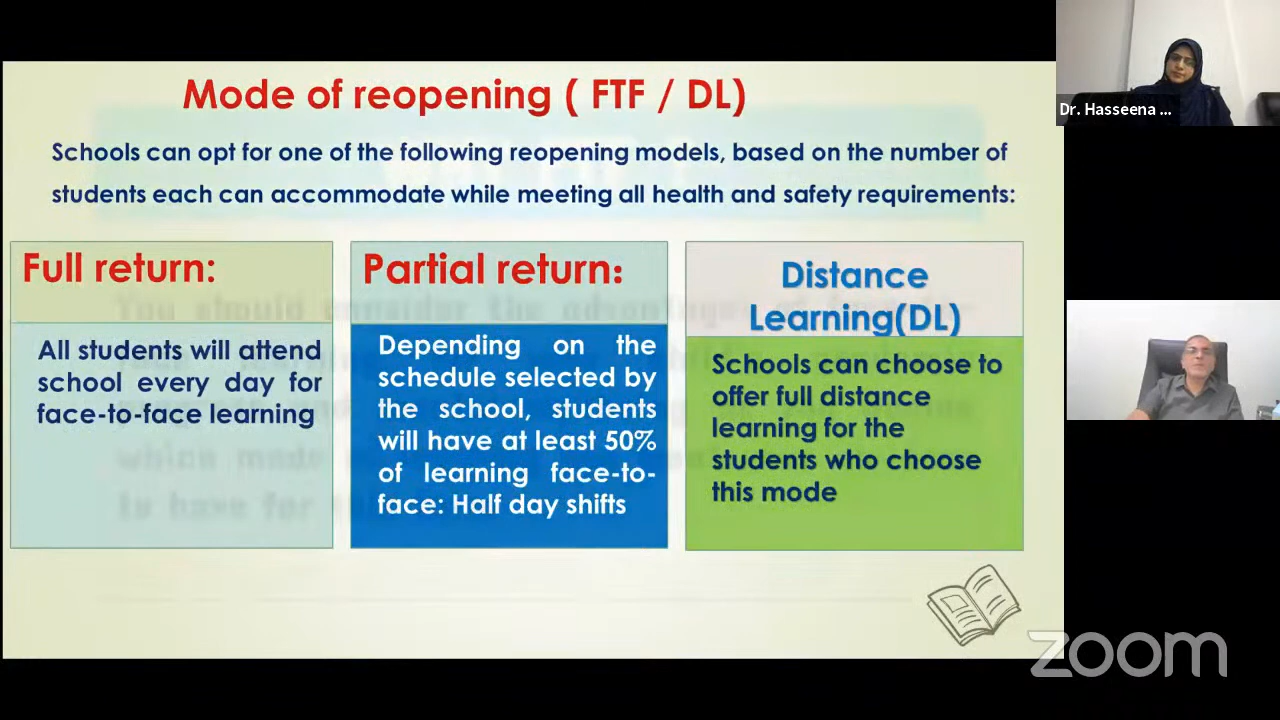 Mode of reopening ( FTF / DL)
Schools can opt for one of the following reopening models, based on the number of
students each can accommodate while meeting all health and safety requirements:
Full return:
All students will attend
school every day for
face-to-face learning
Partial return:
Depending on the
schedule selected by
the school, students
will have at least 50%
of learning face-to-
face: Half day shifts
Distance
Learning(DL)
Schools can choose to
offer full distance
learning for the
students who choose
this mode
Dr. Hasseena ...
zoom